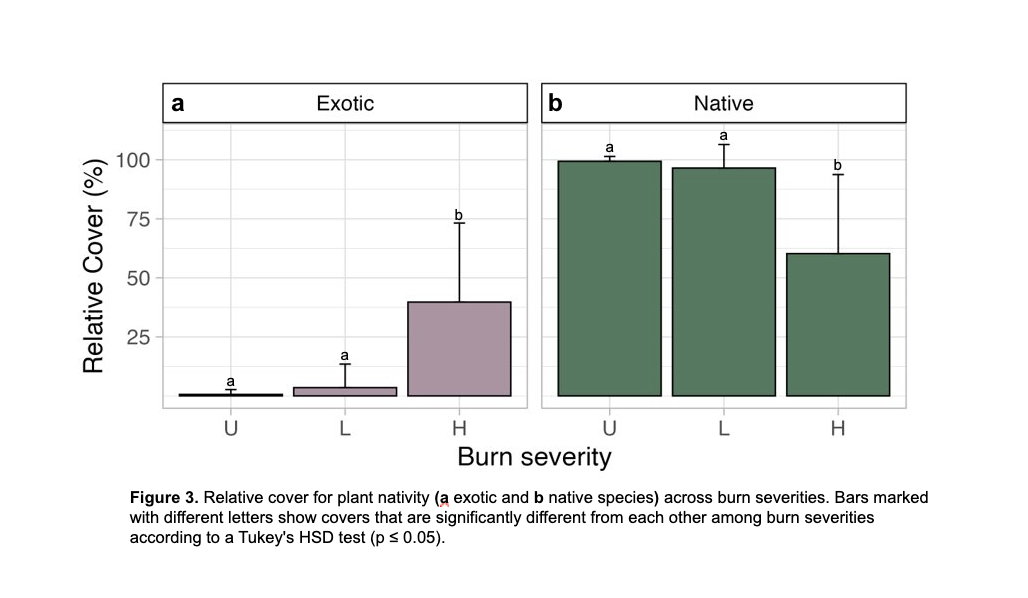 a Exotic
b Native
Relative Cover (%)
100
75
50
25
a
a
b
a
a
b
U L H
U L H
Burn severity
Figure 3. Relative cover for plant nativity (a exotic and b native species) across burn severities. Bars marked
with different letters show covers that are significantly different from each other among burn severities
according to a Tukey's HSD test (p ≤ 0.05).